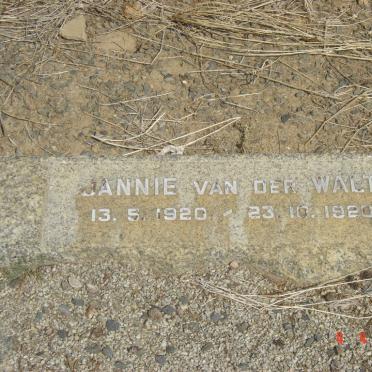 JANNIE VAN DER WALT
13.5.1920 - 23.10.1920